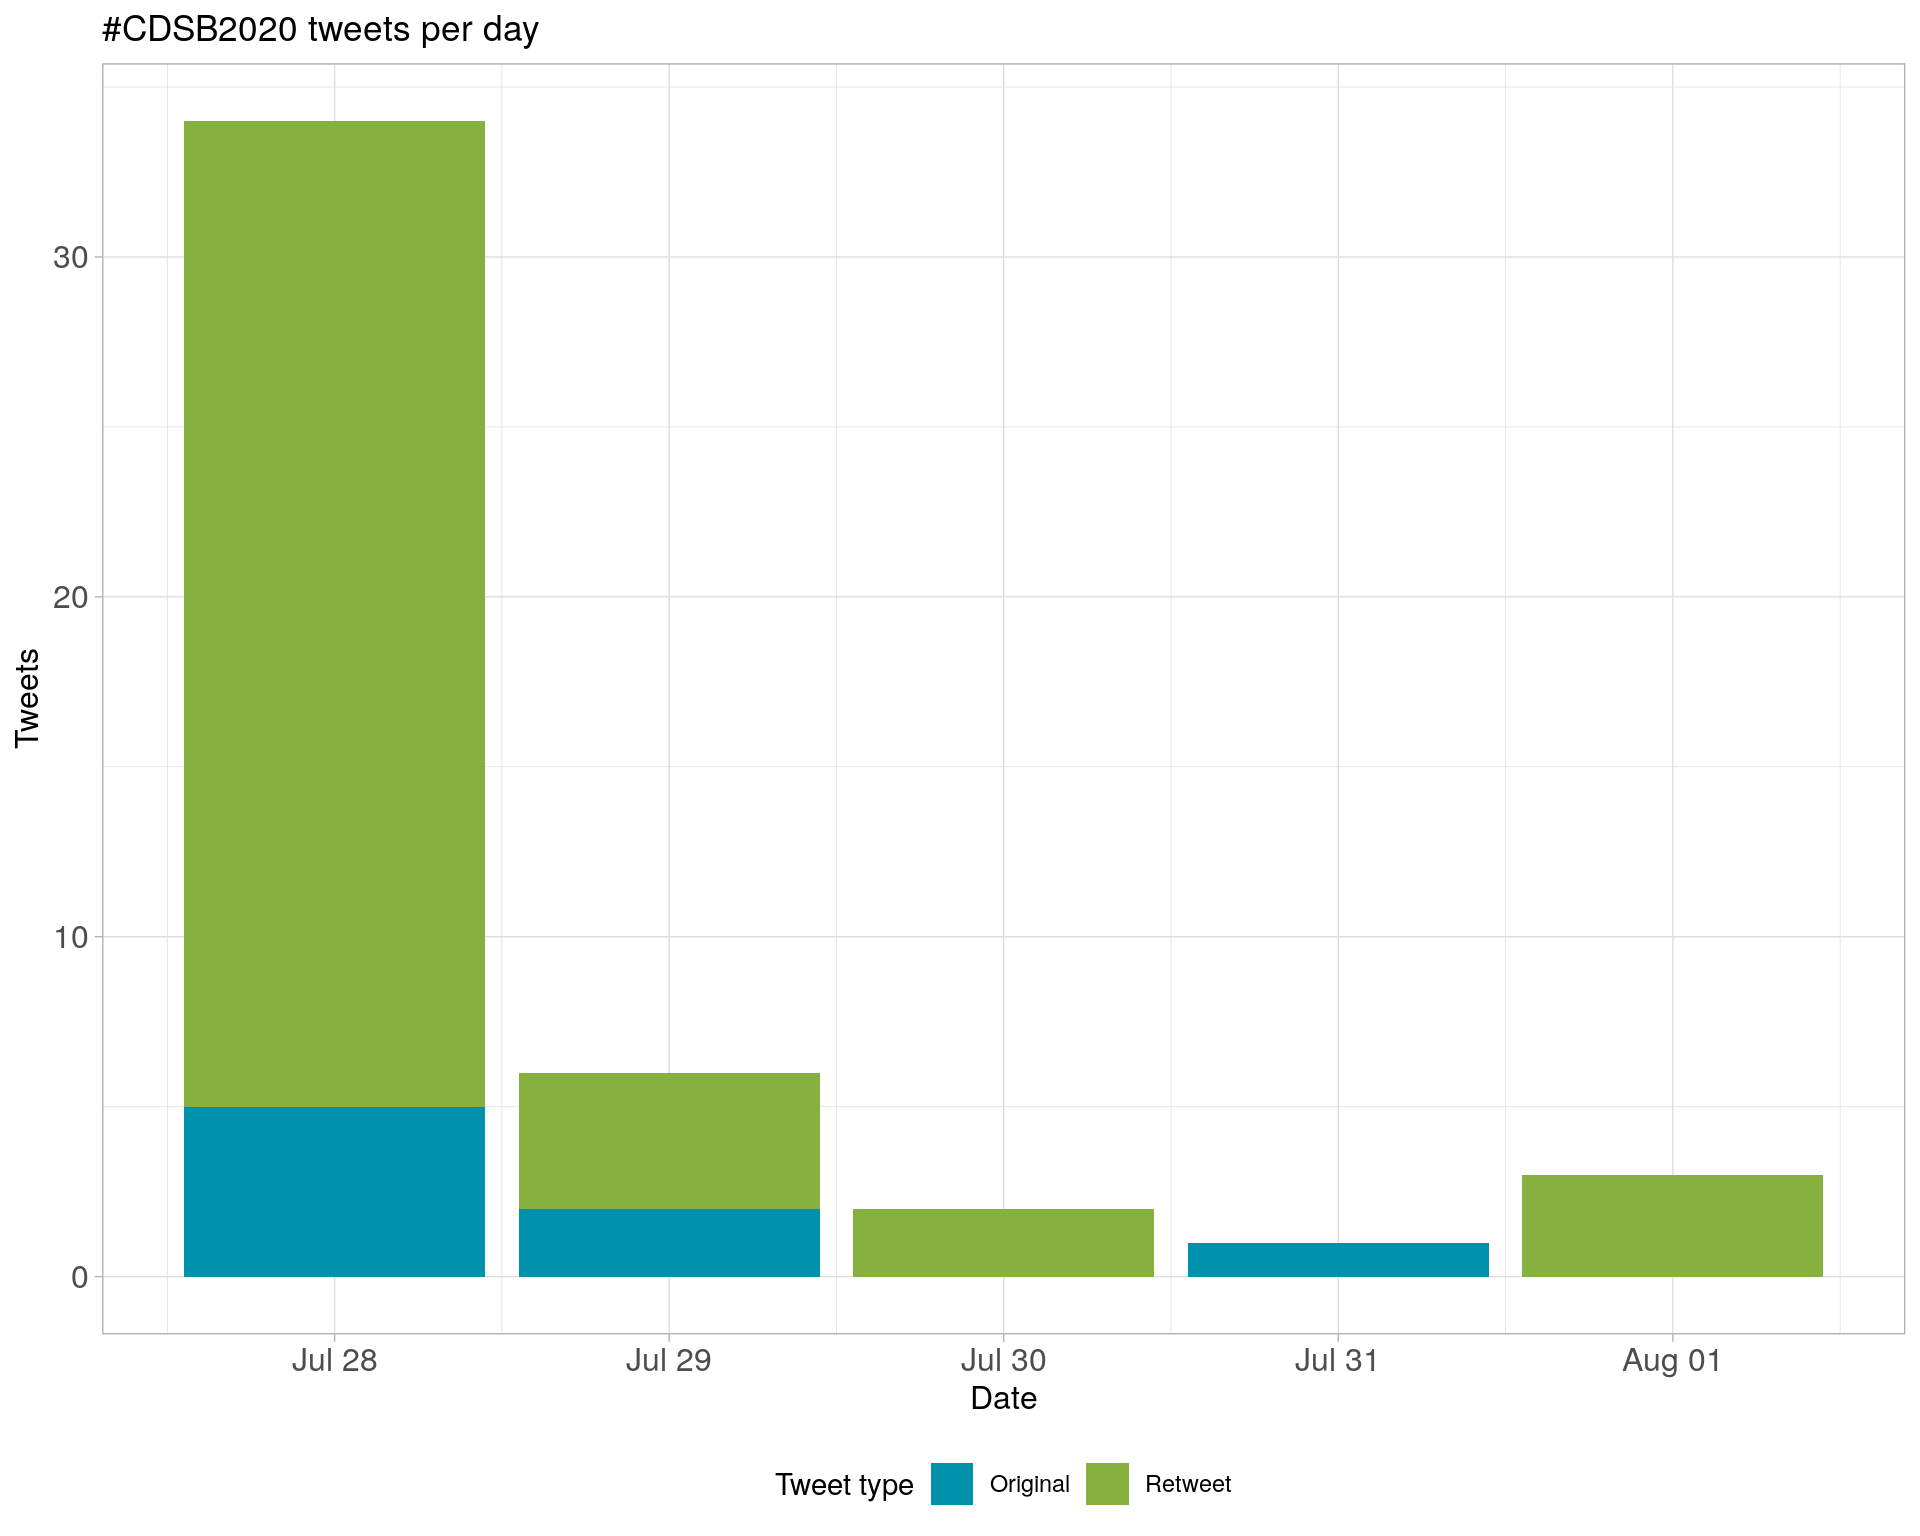 #CDSB2020 tweets per day
30
20
10
0
Tweets
Jul 28 Jul 29 Jul 30 Jul 31 Aug 01
Date
Tweet type Original Retweet